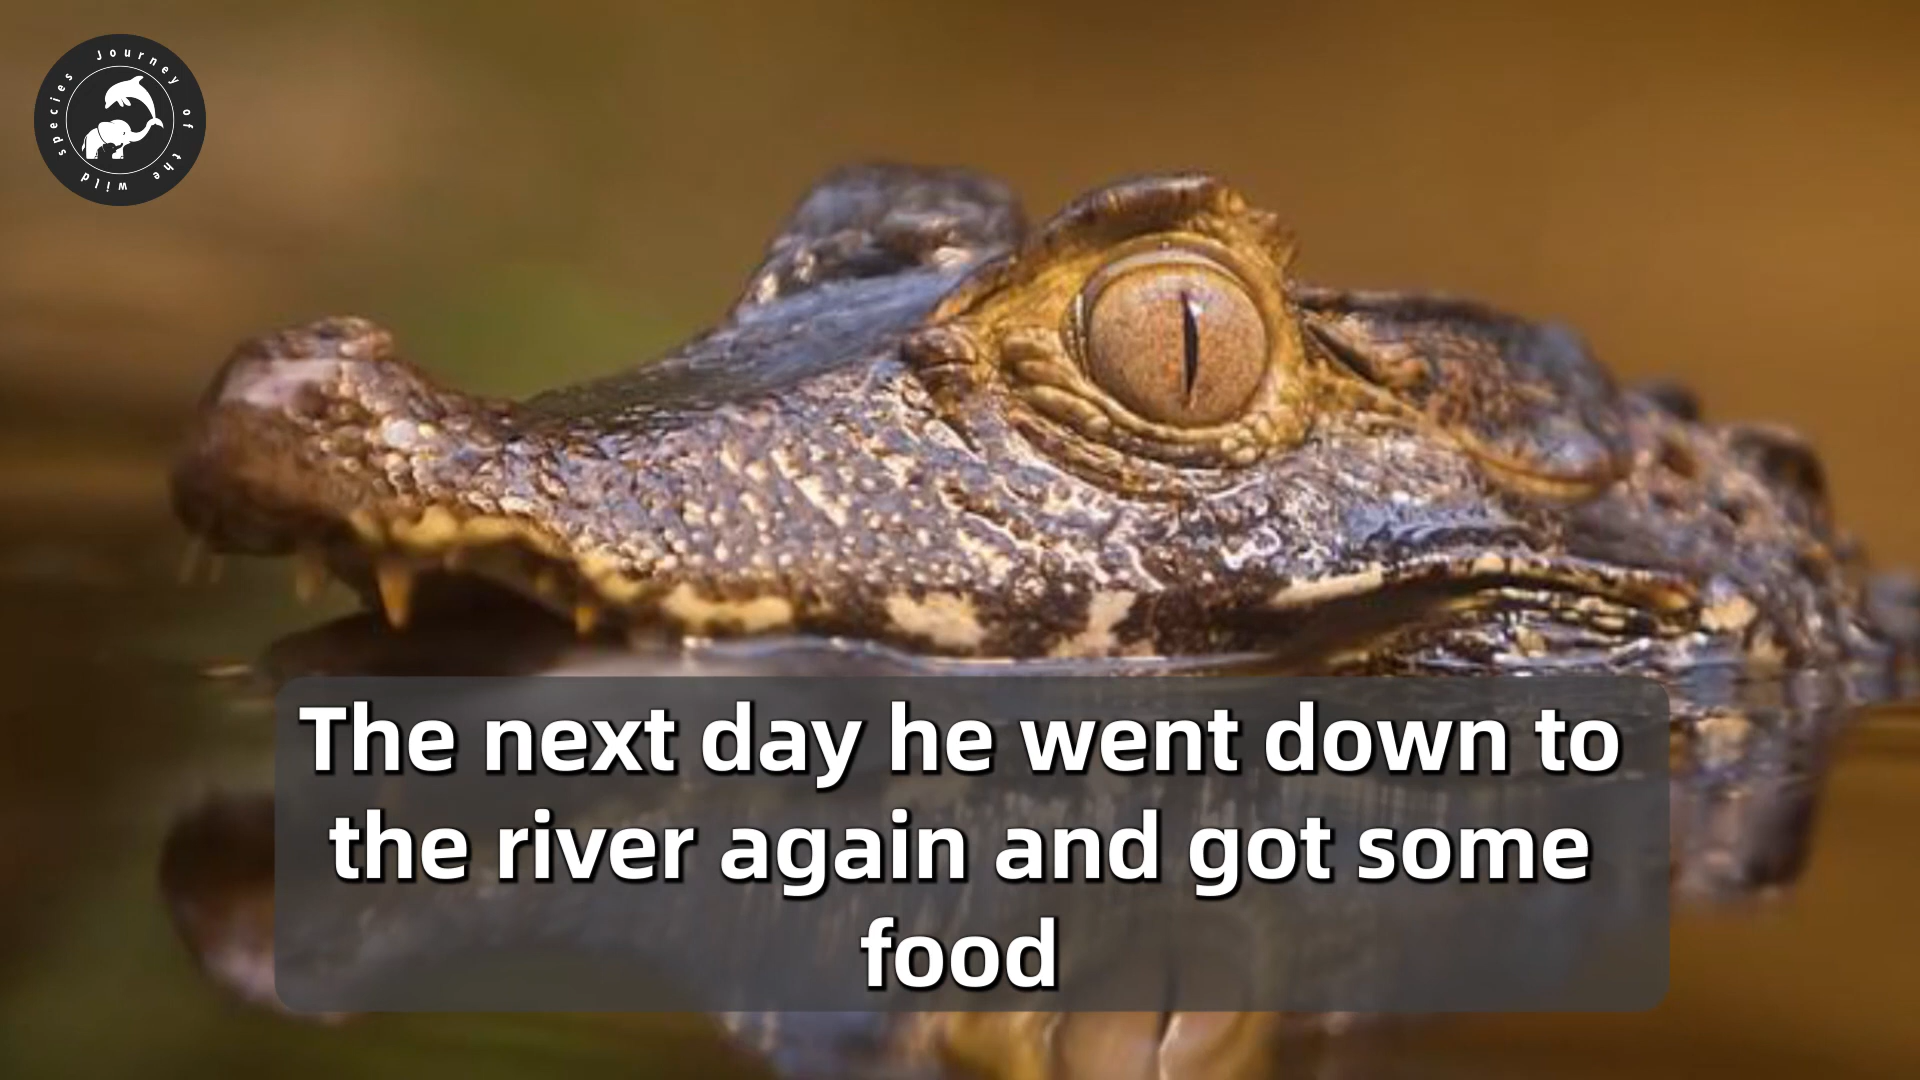 species Journey of the wild
The next day he went down to
the river again and got some
food